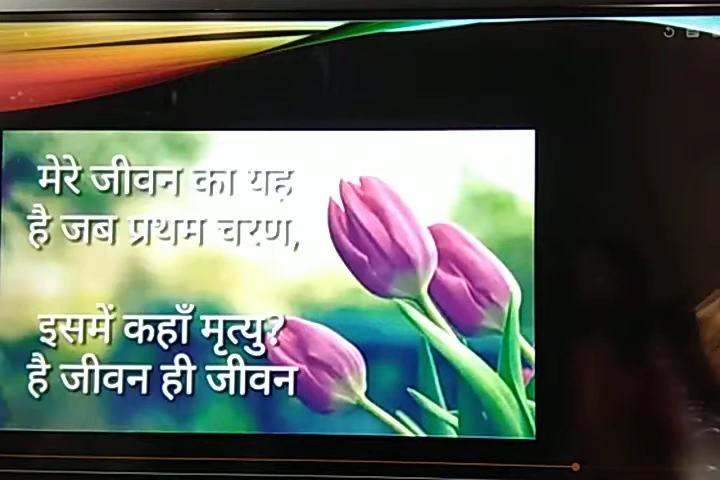 मेरे जीवन का यह
है जब प्रथम चरण,
इसमें कहाँ मृत्यु?
है जीवन ही जीवन